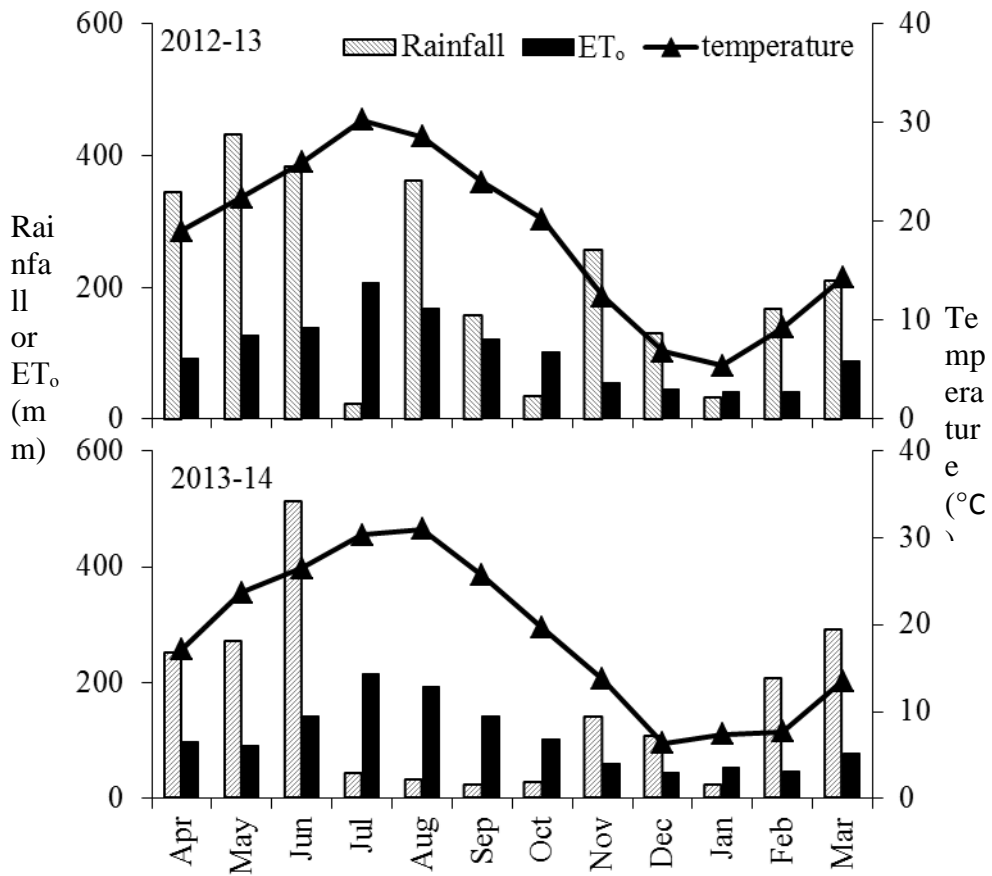 600
400
200
0
2012-13
Rainfall
ETₒ
temperature
40
30
20
10
0
Rai
nfa
ll
or
ETₒ
(m
m)
Te
mp
era
tur
e
(°C
)
600
400
200
0
2013-14
40
30
20
10
0
Apr
May
Jun
Jul
Aug
Sep
Oct
Nov
Dec
Jan
Feb
Mar